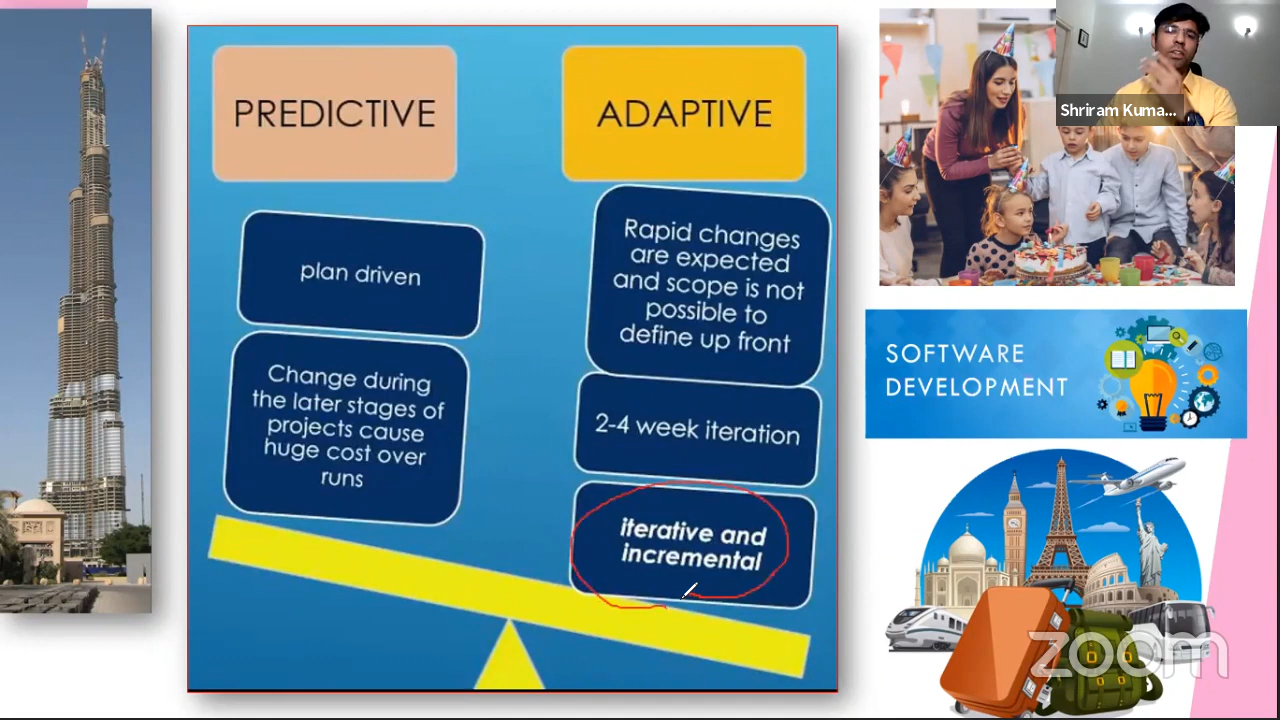 PREDICTIVE
plan driven
Change during
the later stages of
projects cause
huge cost over
runs
ADAPTIVE
Rapid changes
are expected
and scope is not
possible to
define up front
2-4 week iteration
iterative and
incremental
Shriram Kuma...
SOFTWARE
DEVELOPMENT
zoom